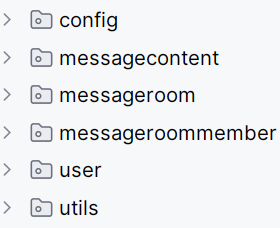 config
messagecontent
messageroom
messageroommember
user
utils